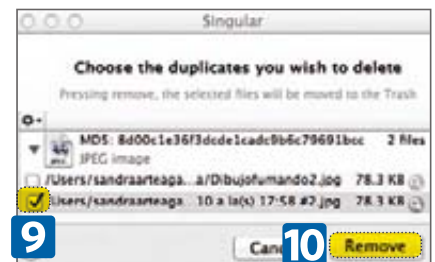 Singular
Choose the duplicates you wish to delete
Pressing remove, the selected files will be moved to the Trash
MD5: 8d00c1e36f3dcde1cadc9b6c79691bcc 2 files
JPEG image
/Users/sandraarteaga...a/Dibujofumando2.jpg 78.3 KB
/Users/sandraarteaga... 10 a la(s) 17:58 #2.jpg 78.3 KB
9
10 Remove